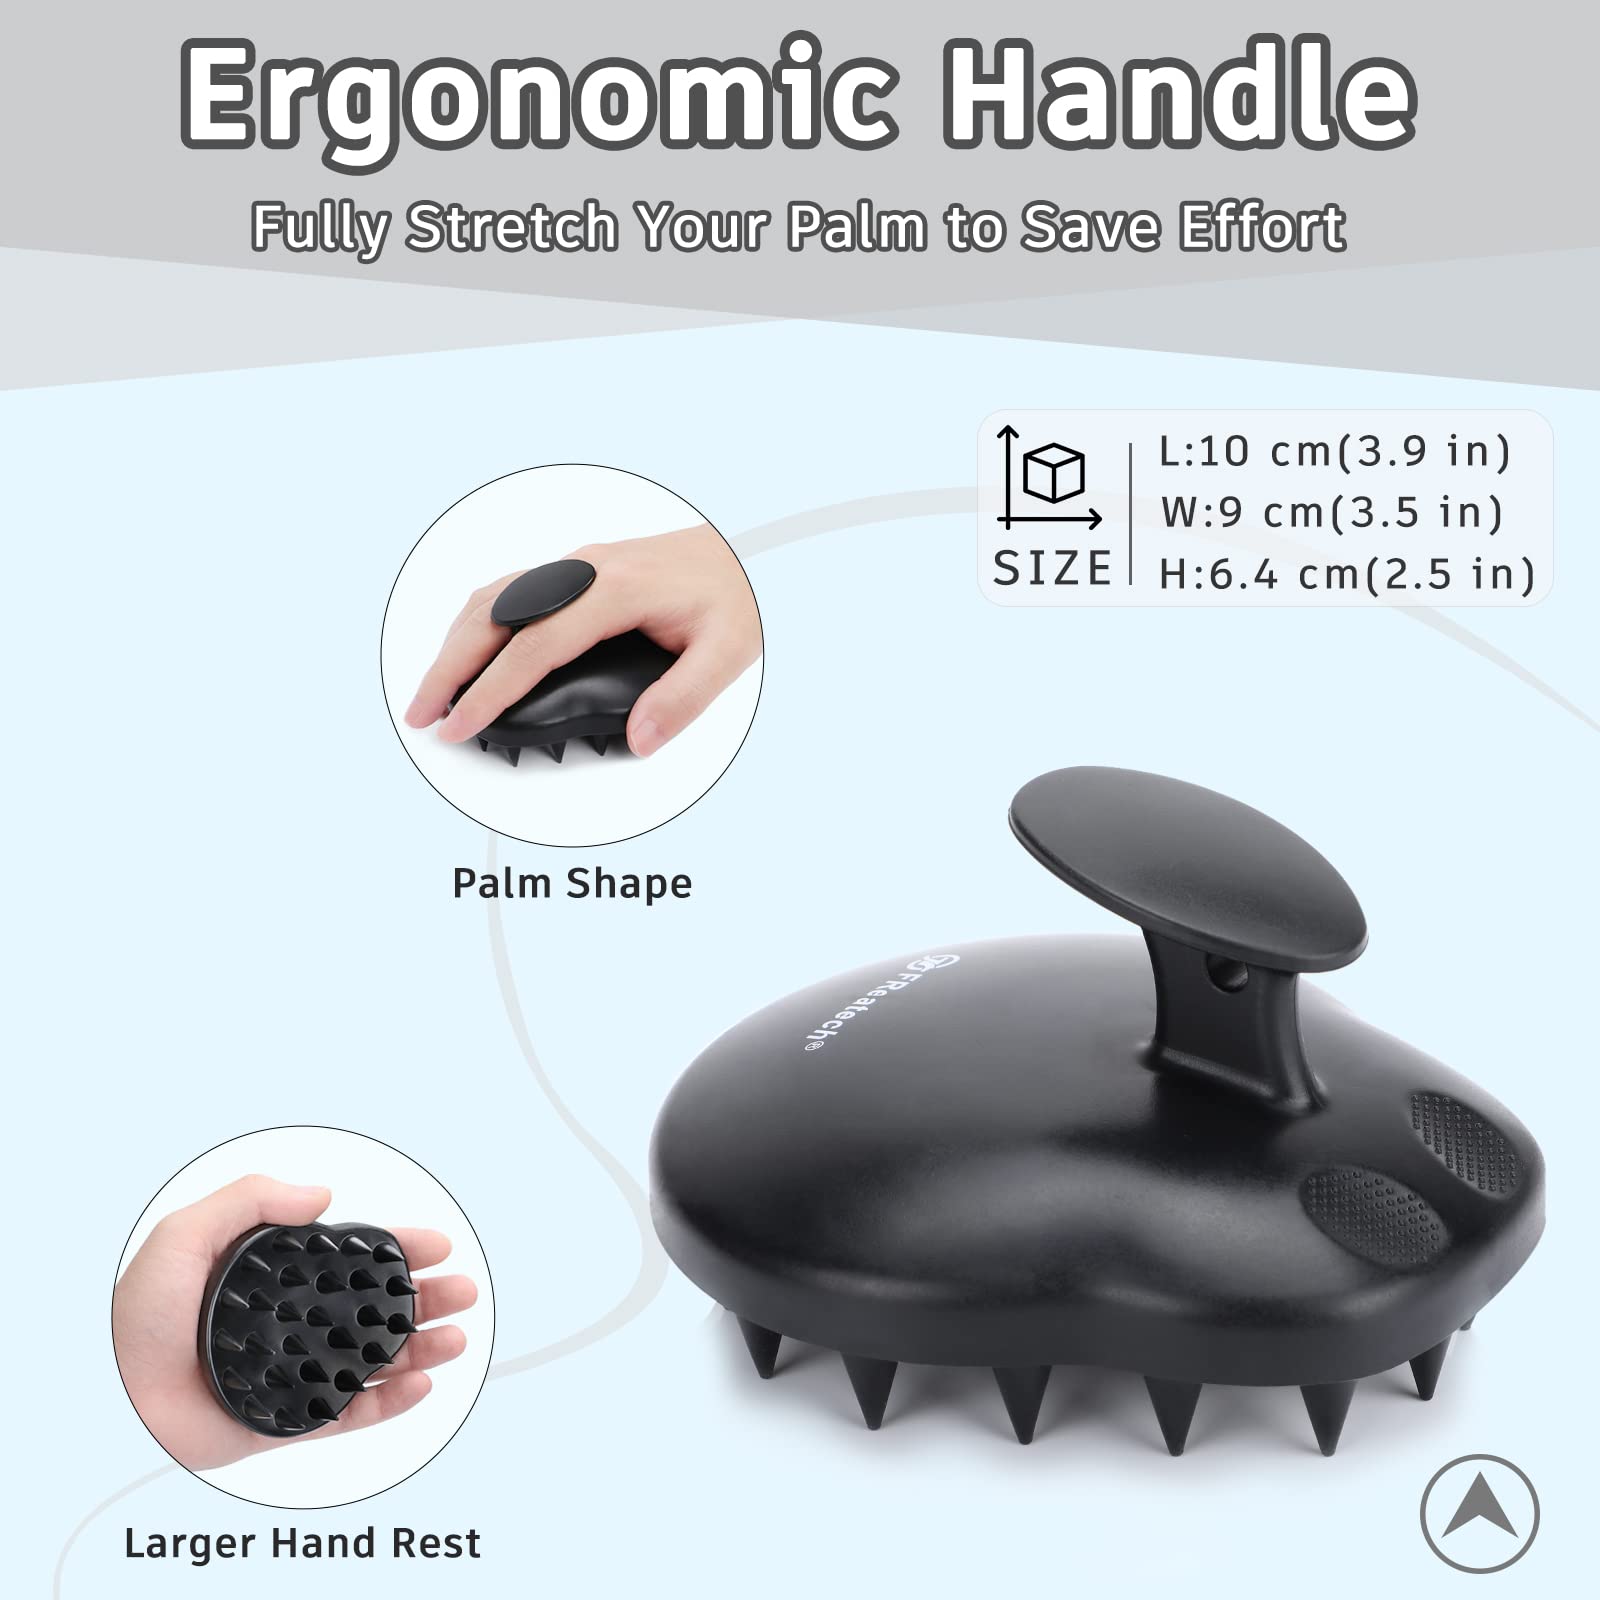 Ergonomic Handle
Fully Stretch Your Palm to Save Effort
L:10 cm(3.9 in)
W:9 cm(3.5 in)
H:6.4 cm(2.5 in)
SIZE
Palm Shape
FReatech®
Larger Hand Rest